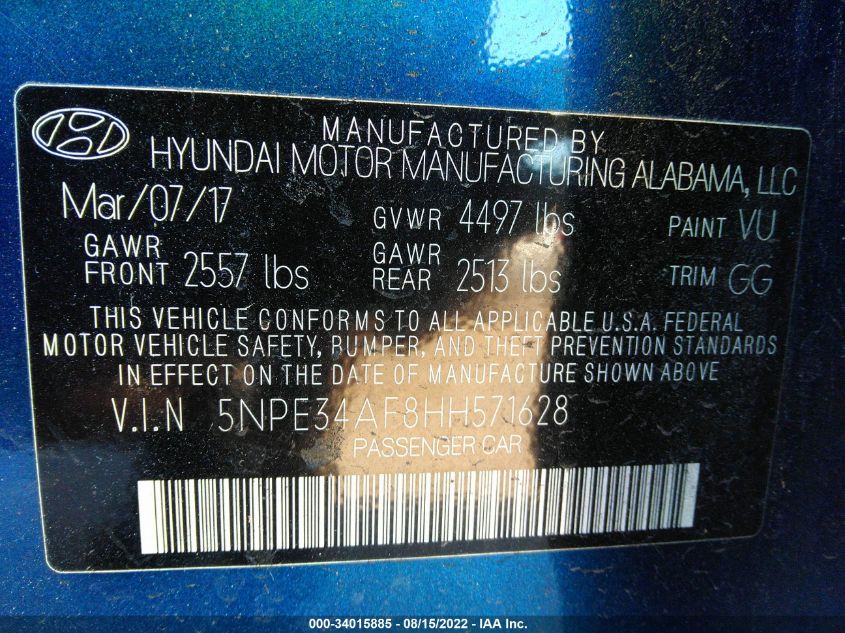 MANUFACTURED BY
HYUNDAI MOTOR MANUFACTURING ALABAMA, LLC
Mar/07/17 GVWR 4497 lbs PAINT VU
GAWR FRONT 2557 lbs GAWR REAR 2513 lbs TRIM GG
THIS VEHICLE CONFORMS TO ALL APPLICABLE U.S.A. FEDERAL
MOTOR VEHICLE SAFETY, BUMPER, AND THEFT PREVENTION STANDARDS
IN EFFECT ON THE DATE OF MANUFACTURE SHOWN ABOVE
V.I.N 5NPE34AF8HH571628
PASSENGER CAR
000-34015885 - 08/15/2022 - IAA Inc.